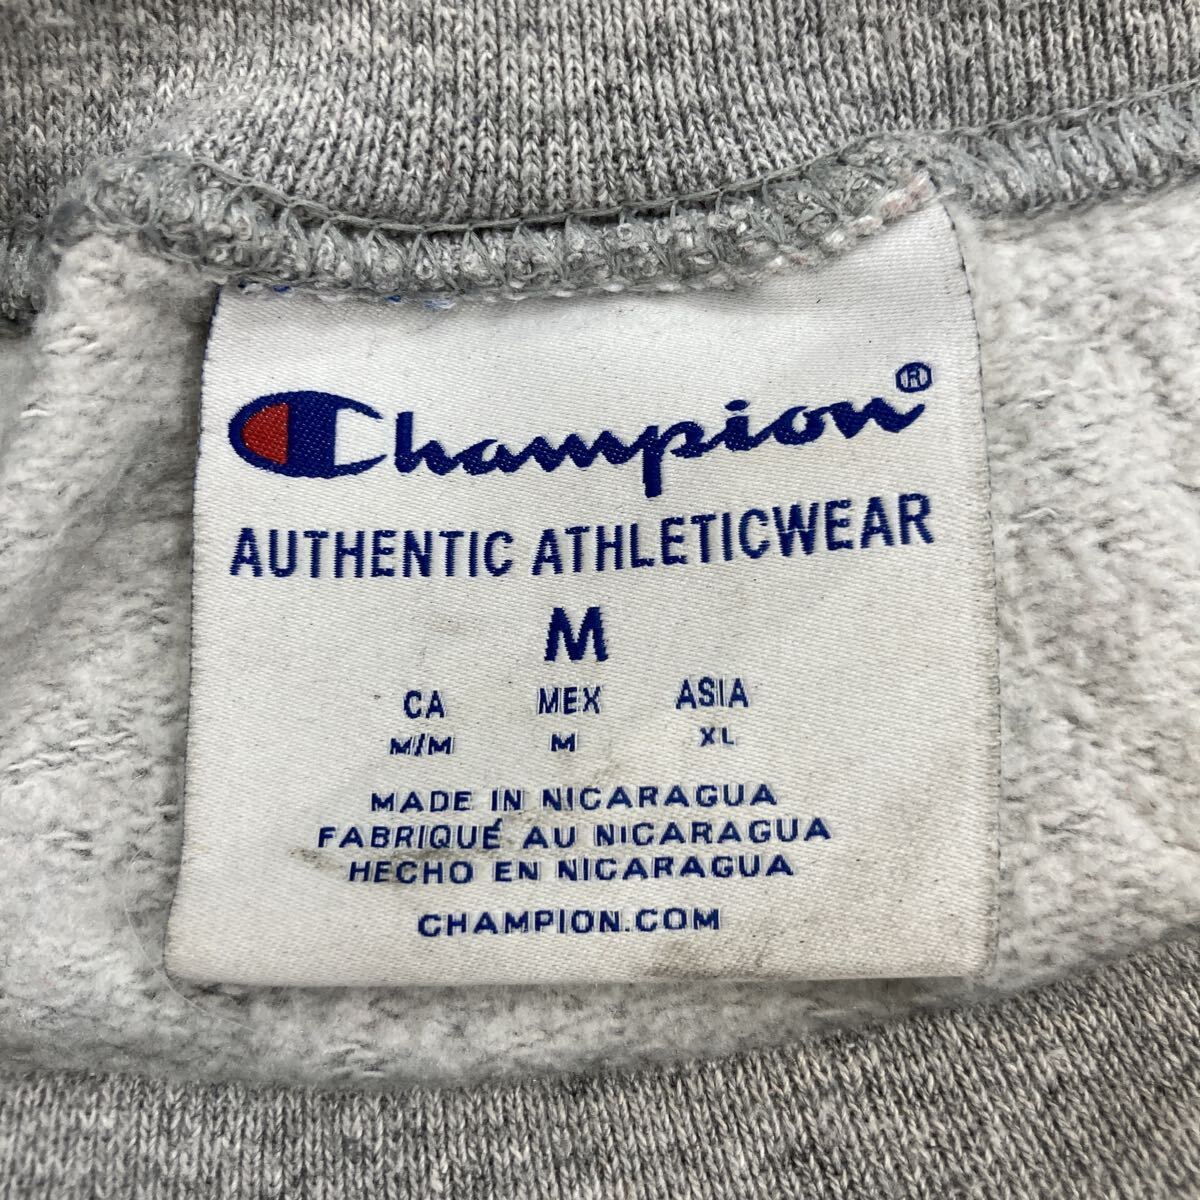 Champion®
AUTHENTIC ATHLETICWEAR
M
CA MEX ASIA
M/M M XL
MADE IN NICARAGUA
FABRIQUÉ AU NICARAGUA
HECHO EN NICARAGUA
CHAMPION.COM